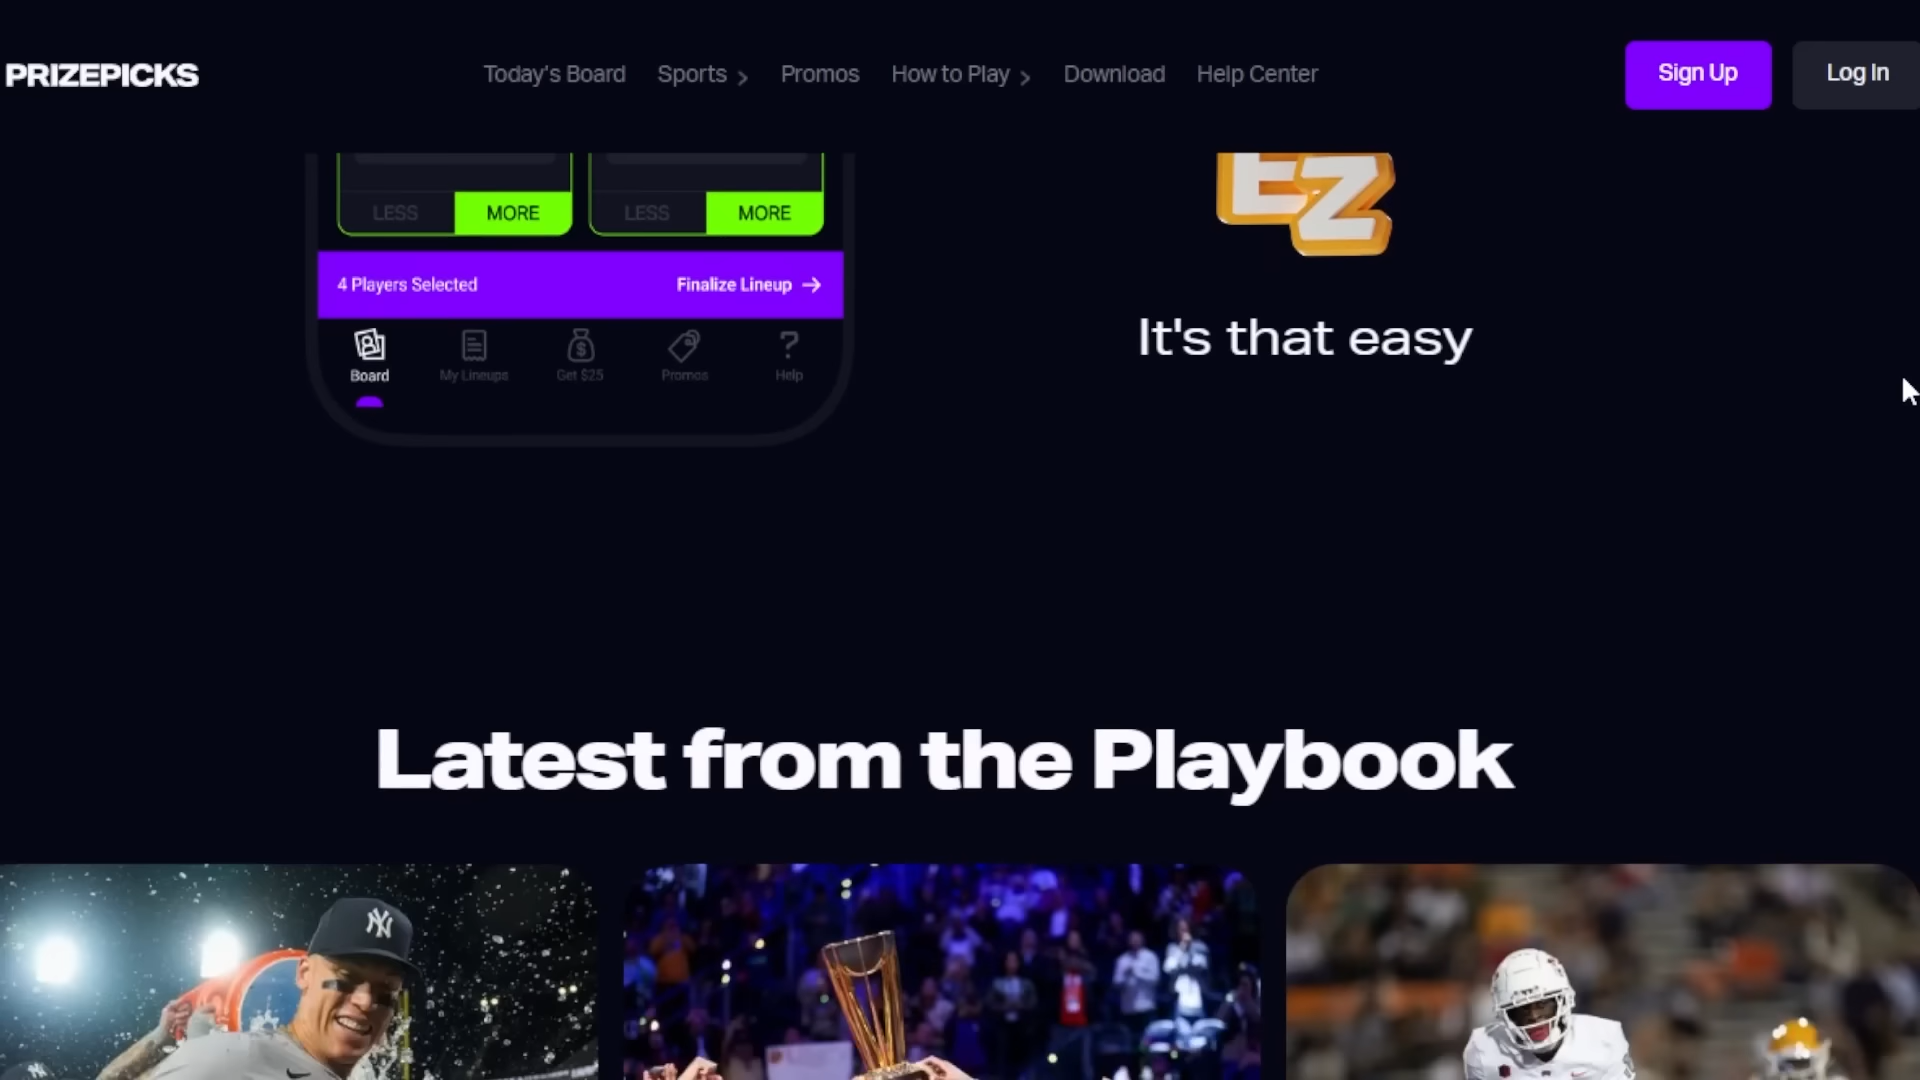 PRIZEPICKS
Today's Board Sports Promos How to Play Download Help Center
Sign Up Log In
LESS MORE LESS MORE
EZ
4 Players Selected Finalize Lineup
It's that easy
Board My Lineups Get $25 Promos Help
Latest from the Playbook
NY